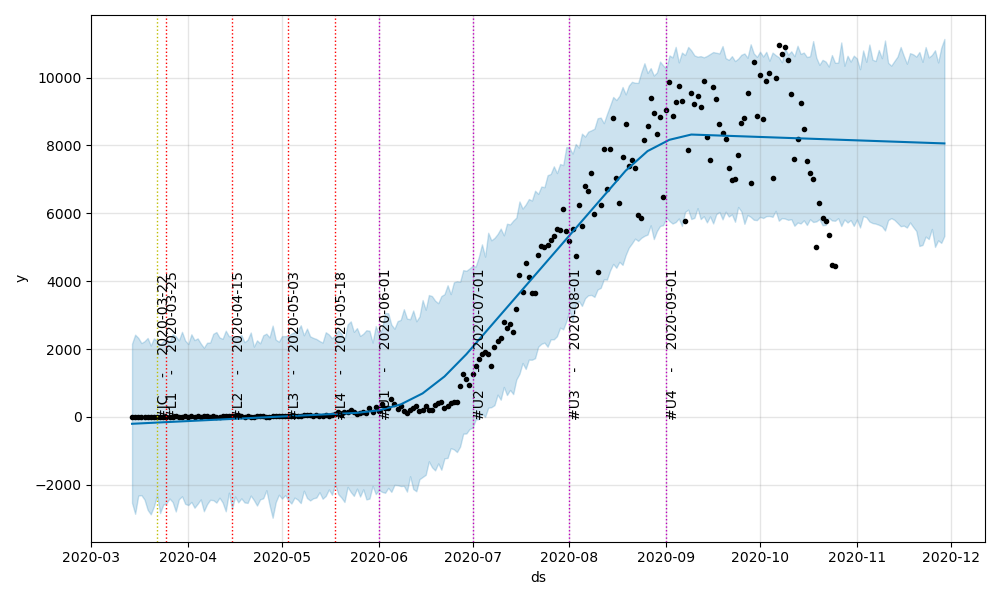 10000
8000
6000
4000
2000
0
−2000
y
#JC - 2020-03-22
#L1 - 2020-03-25
#L2 - 2020-04-15
#L3 - 2020-05-03
#L4 - 2020-05-18
#U1 - 2020-06-01
#U2 - 2020-07-01
#U3 - 2020-08-01
#U4 - 2020-09-01
2020-03
2020-04
2020-05
2020-06
2020-07
2020-08
2020-09
2020-10
2020-11
2020-12
ds